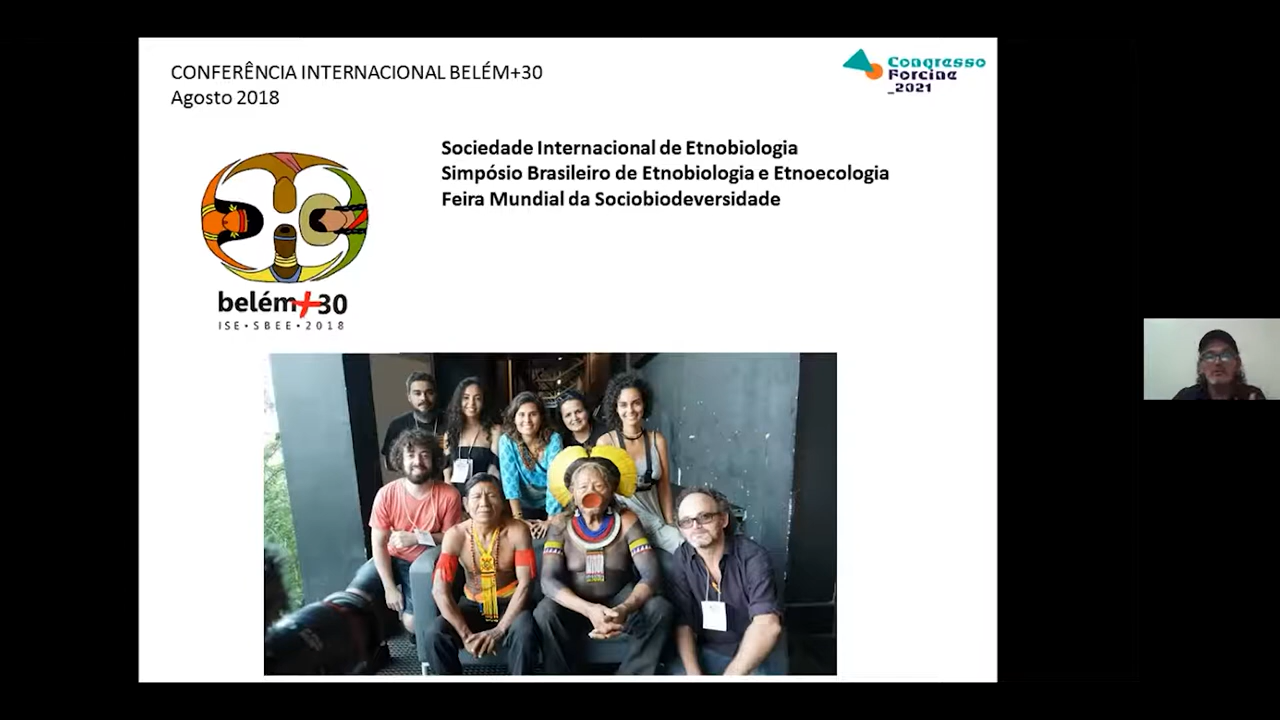 CONFERÊNCIA INTERNACIONAL BELÉM+30
Agosto 2018
Congresso
Forcine
_2021
Sociedade Internacional de Etnobiologia
Simpósio Brasileiro de Etnobiologia e Etnoecologia
Feira Mundial da Sociobiodeversidade
belém+30
ISE•SBEE•2018